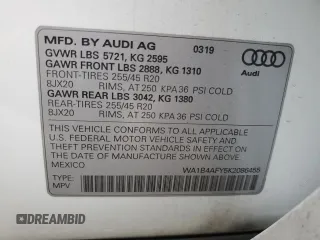 MFD. BY AUDI AG 0319
GVWR LBS 5721, KG 2595
GAWR FRONT LBS 2888, KG 1310
FRONT-TIRES 255/45 R20
8JX20 RIMS, AT 250 KPA 36 PSI COLD
GAWR REAR LBS 3042, KG 1380
REAR-TIRES 255/45 R20
8JX20 RIMS, AT 250 KPA 36 PSI COLD
Audi
THIS VEHICLE CONFORMS TO ALL APPLICABLE
U.S. FEDERAL MOTOR VEHICLE SAFETY AND
THEFT PREVENTION STANDARDS IN EFFECT ON THE
DATE OF MANUFACTURE SHOWN ABOVE.
MEXICO
WA1B4AFY5K2086455
TYPE:
MPV
DREAMBID